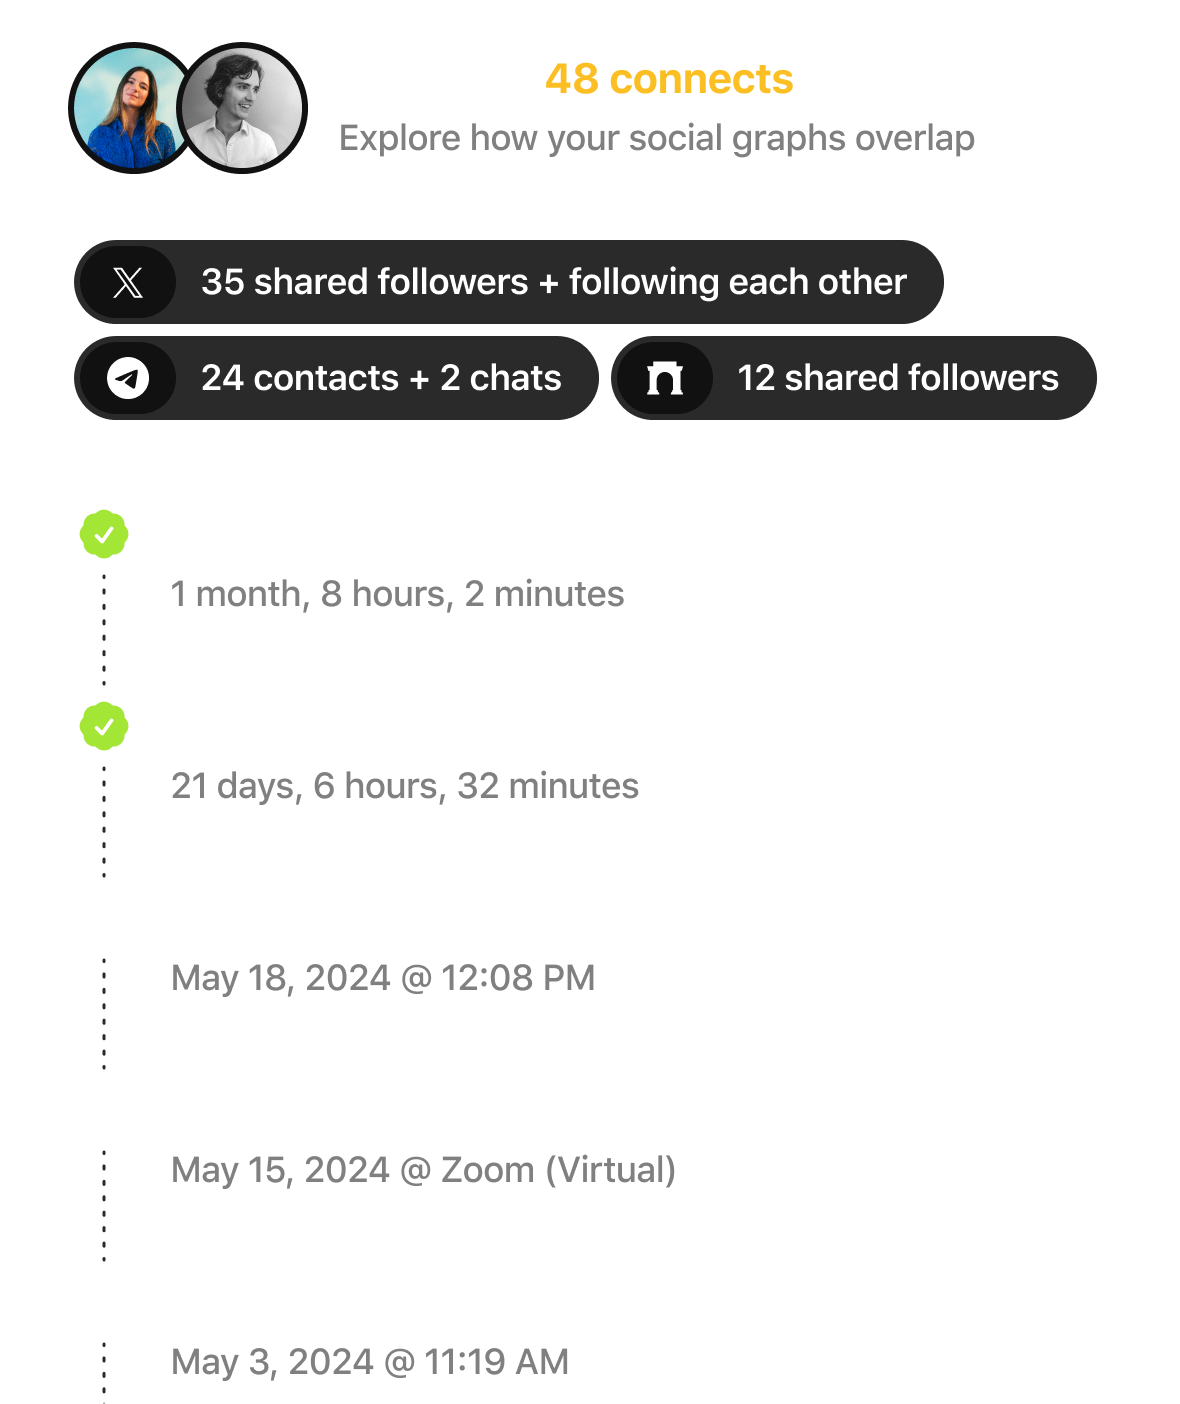 48 connects
Explore how your social graphs overlap
35 shared followers + following each other
24 contacts + 2 chats
12 shared followers
1 month, 8 hours, 2 minutes
21 days, 6 hours, 32 minutes
May 18, 2024 @ 12:08 PM
May 15, 2024 @ Zoom (Virtual)
May 3, 2024 @ 11:19 AM